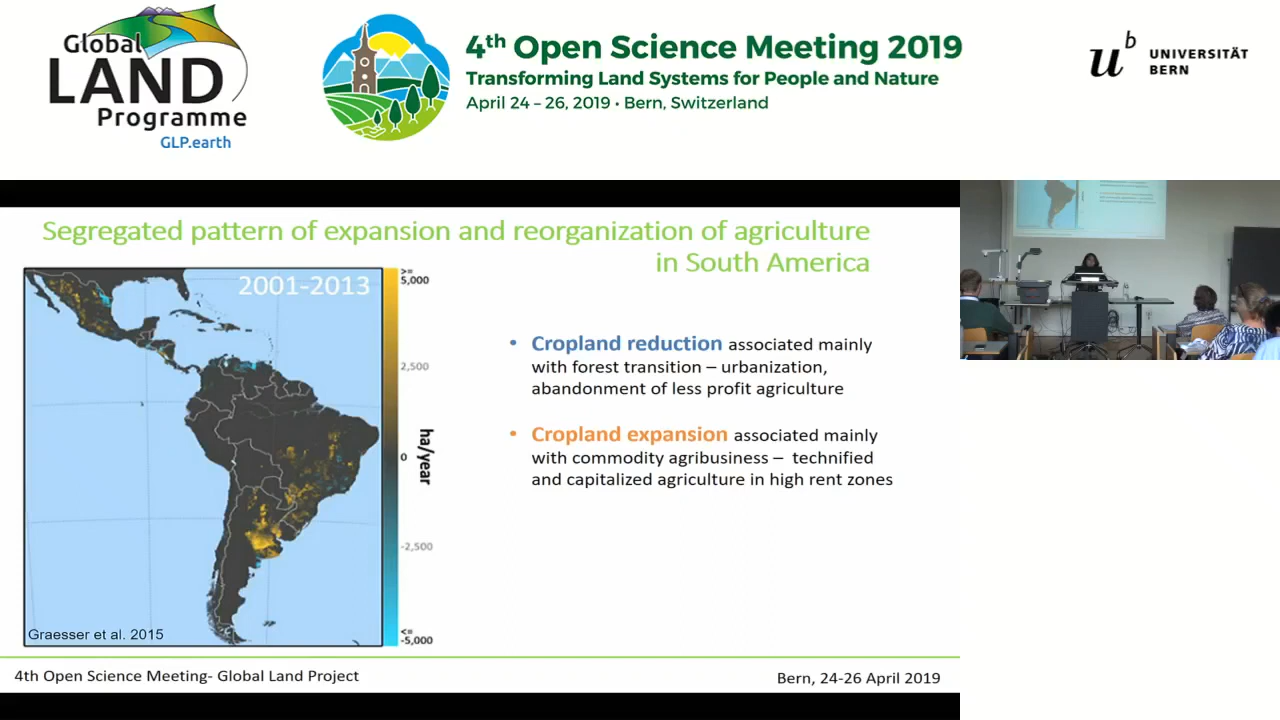 Global
LAND
Programme
GLP.earth
4th Open Science Meeting 2019
Transforming Land Systems for People and Nature
April 24 – 26, 2019 • Bern, Switzerland
u b
UNIVERSITÄT
BERN
Segregated pattern of expansion and reorganization of agriculture
in South America
2001-2013
>=
5,000
2,500
0
-2,500
<=
-5,000
ha/year
Graesser et al. 2015
• Cropland reduction associated mainly
with forest transition – urbanization,
abandonment of less profit agriculture
• Cropland expansion associated mainly
with commodity agribusiness – technified
and capitalized agriculture in high rent zones
4th Open Science Meeting- Global Land Project
Bern, 24-26 April 2019